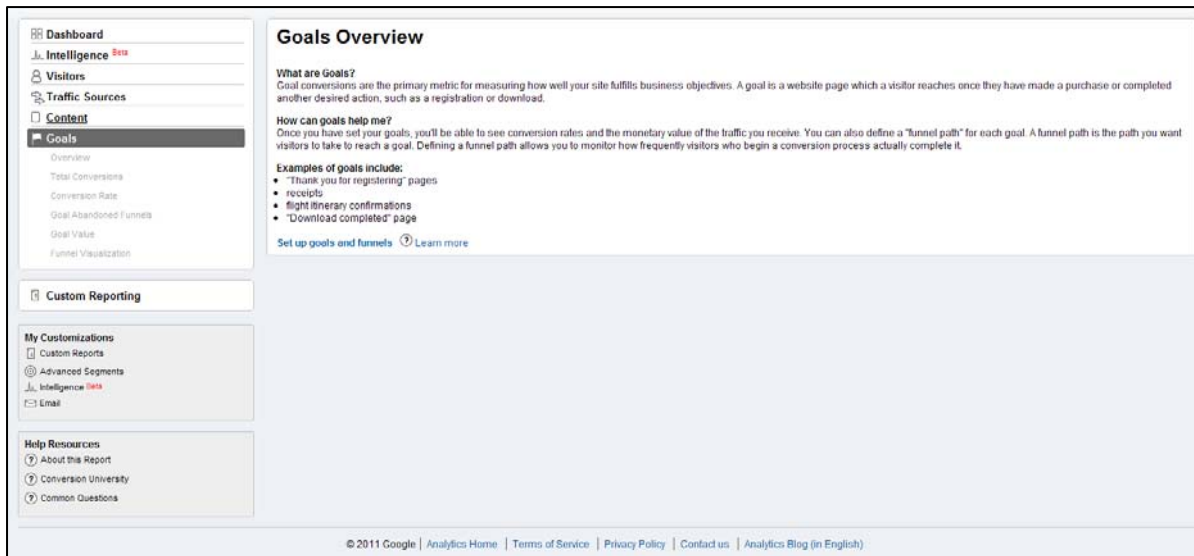 Dashboard
Intelligence Beta
Visitors
Traffic Sources
Content
Goals
Overview
Total Conversions
Conversion Rate
Goal Abandoned Funnels
Goal Value
Funnel Visualization
Custom Reporting
My Customizations
Custom Reports
Advanced Segments
Intelligence Beta
Email
Help Resources
About this Report
Conversion University
Common Questions
Goals Overview
What are Goals?
Goal conversions are the primary metric for measuring how well your site fulfills business objectives. A goal is a website page which a visitor reaches once they have made a purchase or completed
another desired action, such as a registration or download.
How can goals help me?
Once you have set your goals, you'll be able to see conversion rates and the monetary value of the traffic you receive. You can also define a "funnel path" for each goal. A funnel path is the path you want
visitors to take to reach a goal. Defining a funnel path allows you to monitor how frequently visitors who begin a conversion process actually complete it.
Examples of goals include:
• "Thank you for registering" pages
• receipts
• flight itinerary confirmations
• "Download completed" page
Set up goals and funnels ? Learn more
© 2011 Google | Analytics Home | Terms of Service | Privacy Policy | Contact us | Analytics Blog (in English)